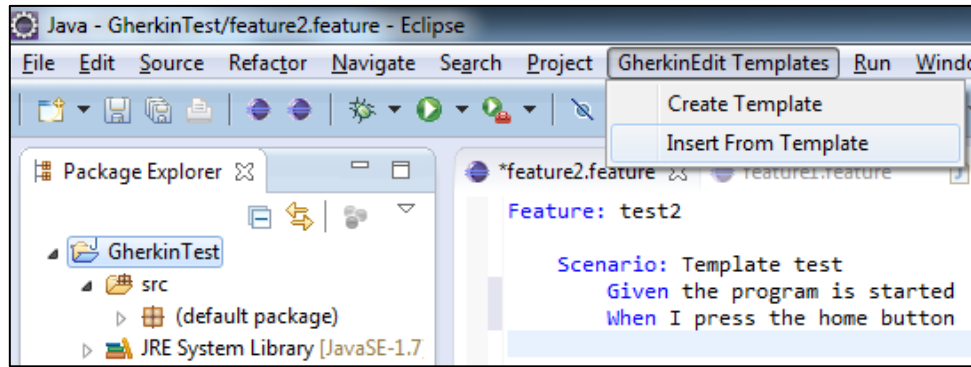 Java - GherkinTest/feature2.feature - Eclipse
File Edit Source Refactor Navigate Search Project GherkinEdit Templates Run Windo
Create Template
Insert From Template
Package Explorer
*feature2.feature feature1.feature
Feature: test2
GherkinTest
Scenario: Template test
src
Given the program is started
(default package)
When I press the home button
JRE System Library [JavaSE-1.7